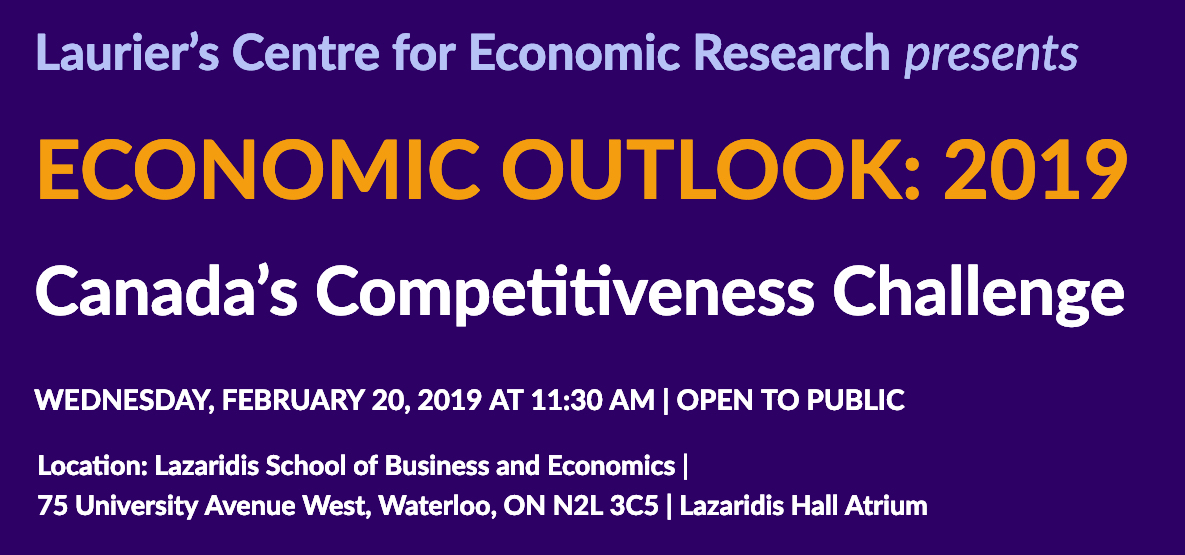 Laurier’s Centre for Economic Research presents
ECONOMIC OUTLOOK: 2019
Canada’s Competitiveness Challenge
WEDNESDAY, FEBRUARY 20, 2019 AT 11:30 AM | OPEN TO PUBLIC
Location: Lazaridis School of Business and Economics |
75 University Avenue West, Waterloo, ON N2L 3C5 | Lazaridis Hall Atrium